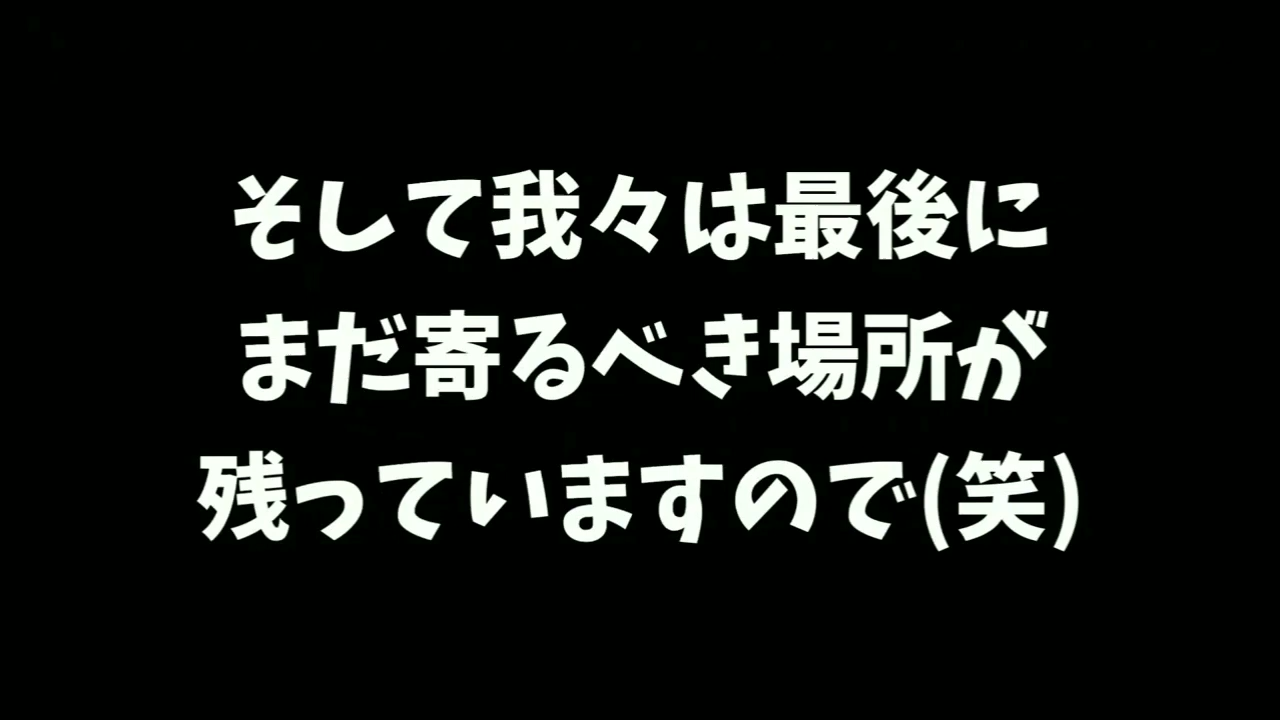 そして我々は最後に
まだ寄るべき場所が
残っていますので(笑)